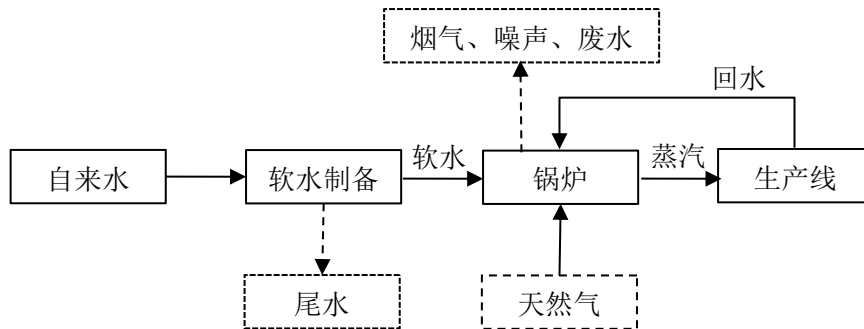 烟气、噪声、废水
回水
自来水
软水制备
软水
锅炉
蒸汽
生产线
尾水
天然气